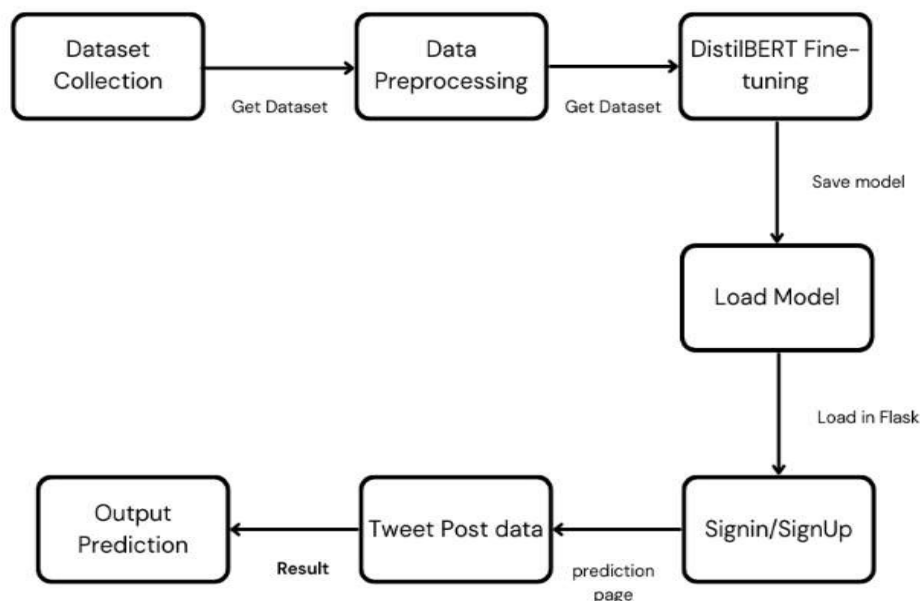 Dataset
Collection
Get Dataset
Data
Preprocessing
Get Dataset
DistilBERT Fine-
tuning
Save model
Load Model
Load in Flask
Signin/SignUp
prediction
page
Tweet Post data
Result
Output
Prediction